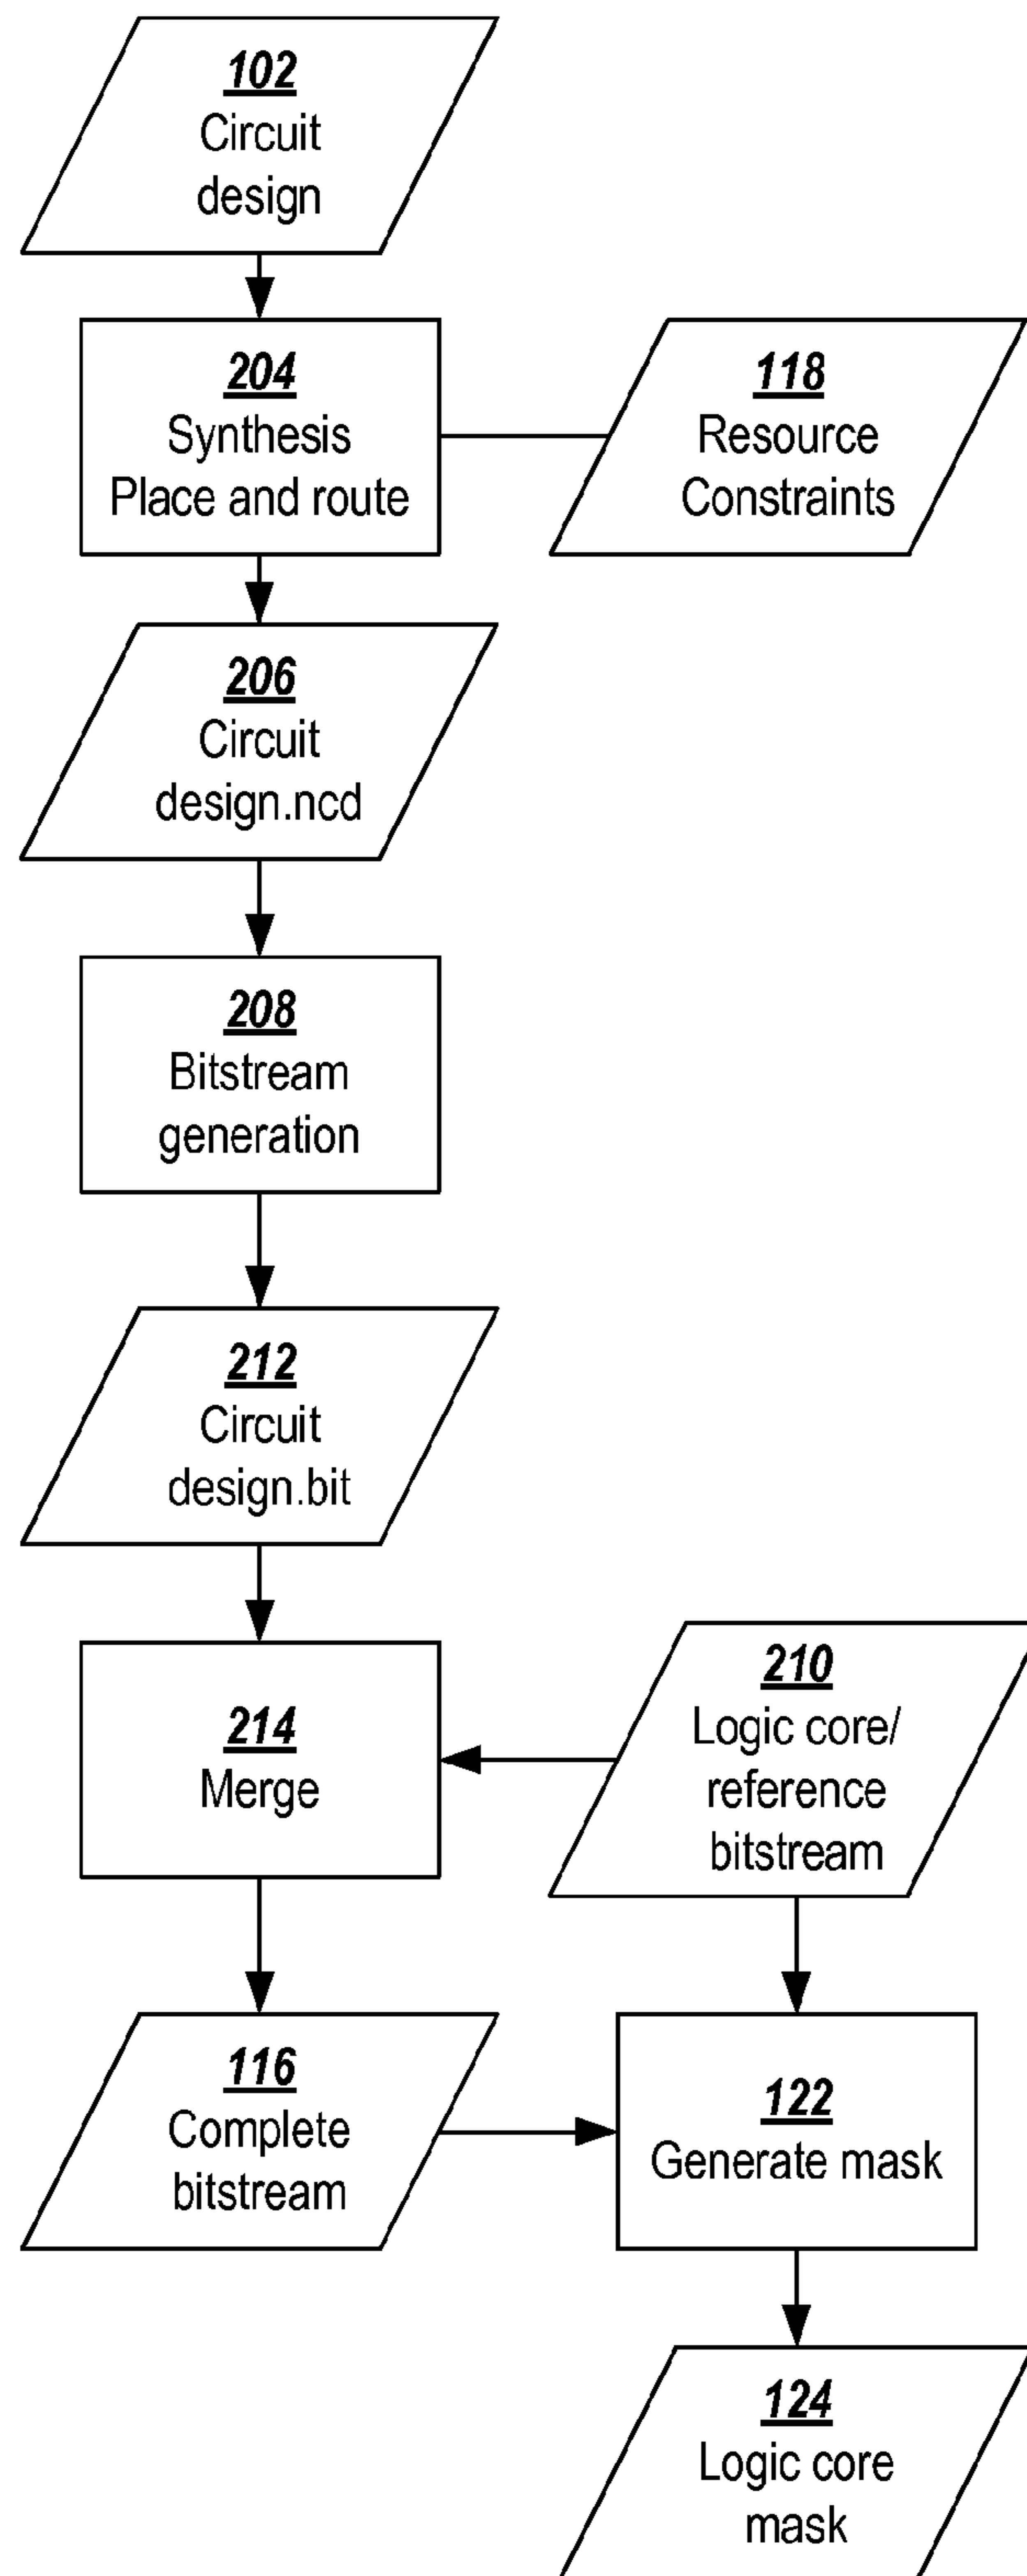 102
Circuit
design
204
Synthesis
Place and route
118
Resource
Constraints
206
Circuit
design.ncd
208
Bitstream
generation
212
Circuit
design.bit
214
Merge
210
Logic core/
reference
bitstream
116
Complete
bitstream
122
Generate mask
124
Logic core
mask